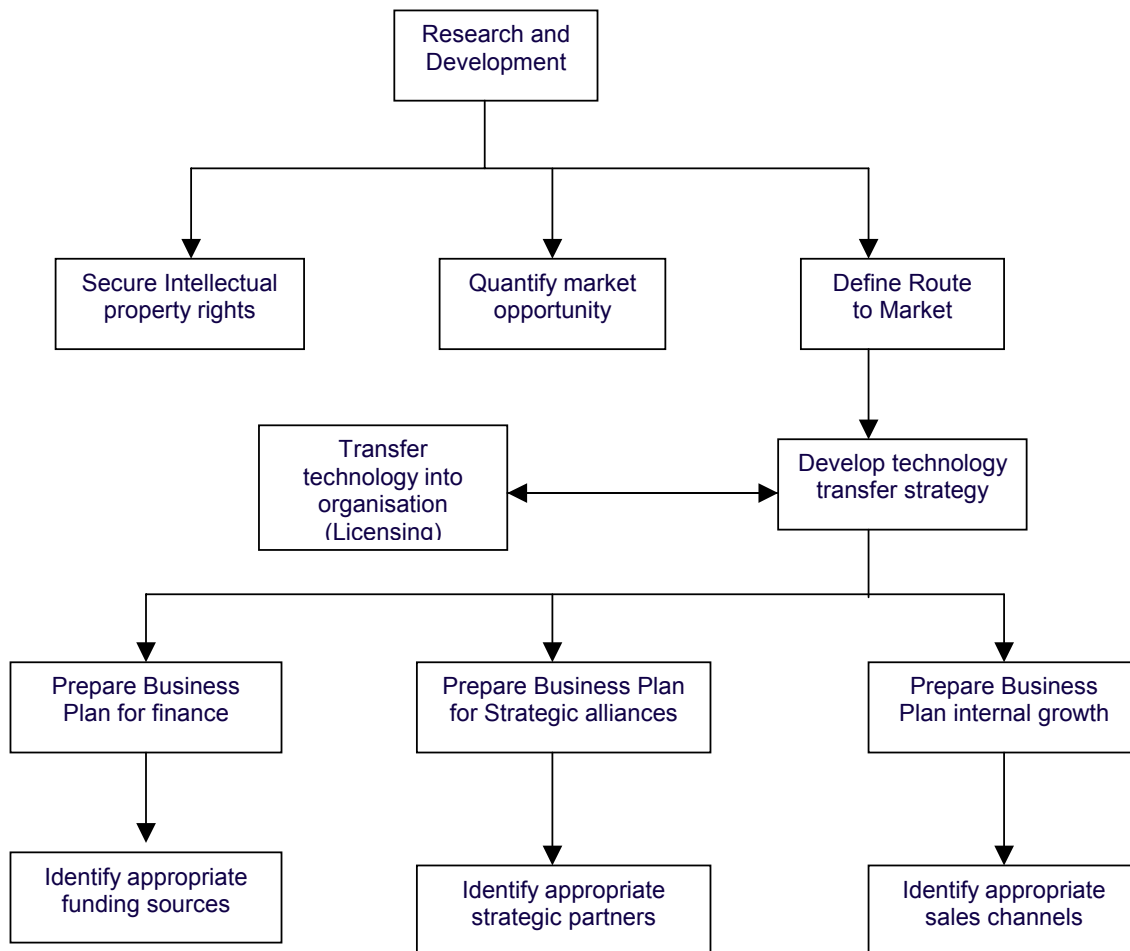 Research and
Development
Secure Intellectual
property rights
Quantify market
opportunity
Define Route
to Market
Transfer
technology into
organisation
(Licensing)
Develop technology
transfer strategy
Prepare Business
Plan for finance
Prepare Business Plan
for Strategic alliances
Prepare Business
Plan internal growth
Identify appropriate
funding sources
Identify appropriate
strategic partners
Identify appropriate
sales channels